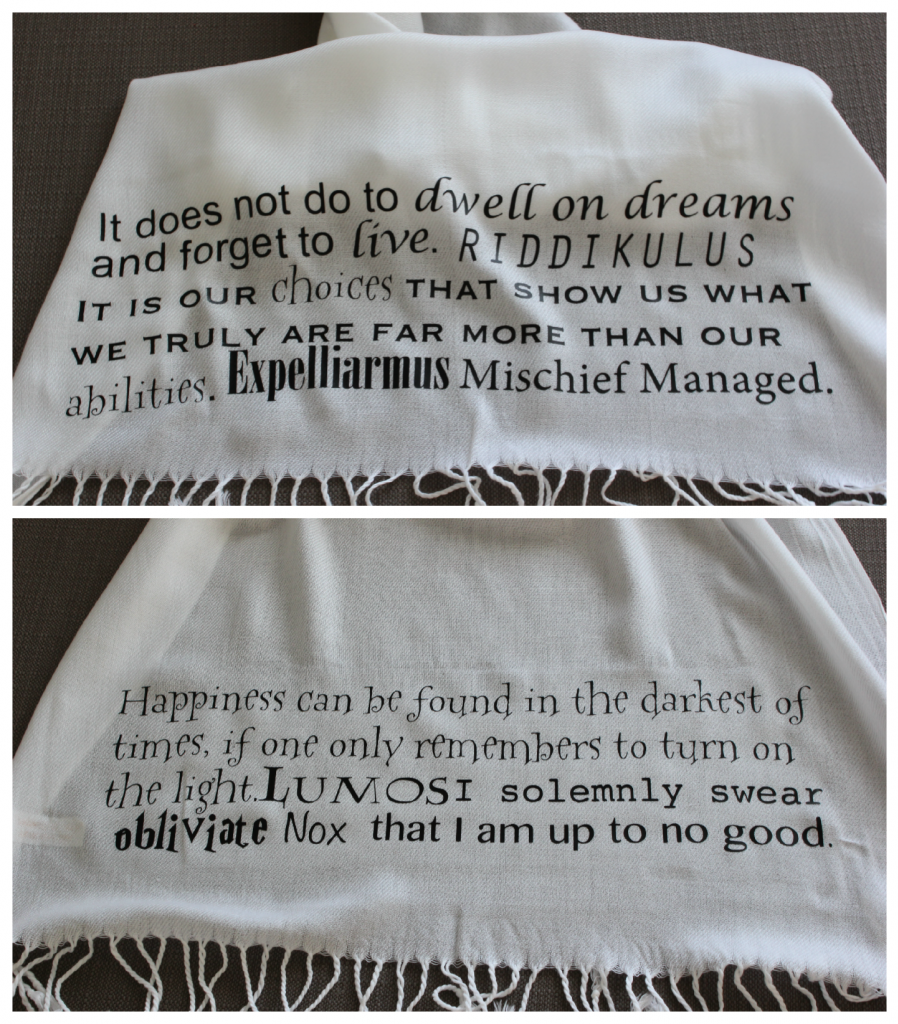 It does not do to dwell on dreams
and forget to live. RIDDIKULUS
IT IS OUR choices THAT SHOW US WHAT
WE TRULY ARE FAR MORE THAN OUR
abilities. Expelliarmus Mischief Managed.
Happiness can be found in the darkest of
times, if one only remembers to turn on
the light.LUMOSI solemnly swear
obliviate Nox that I am up to no good.